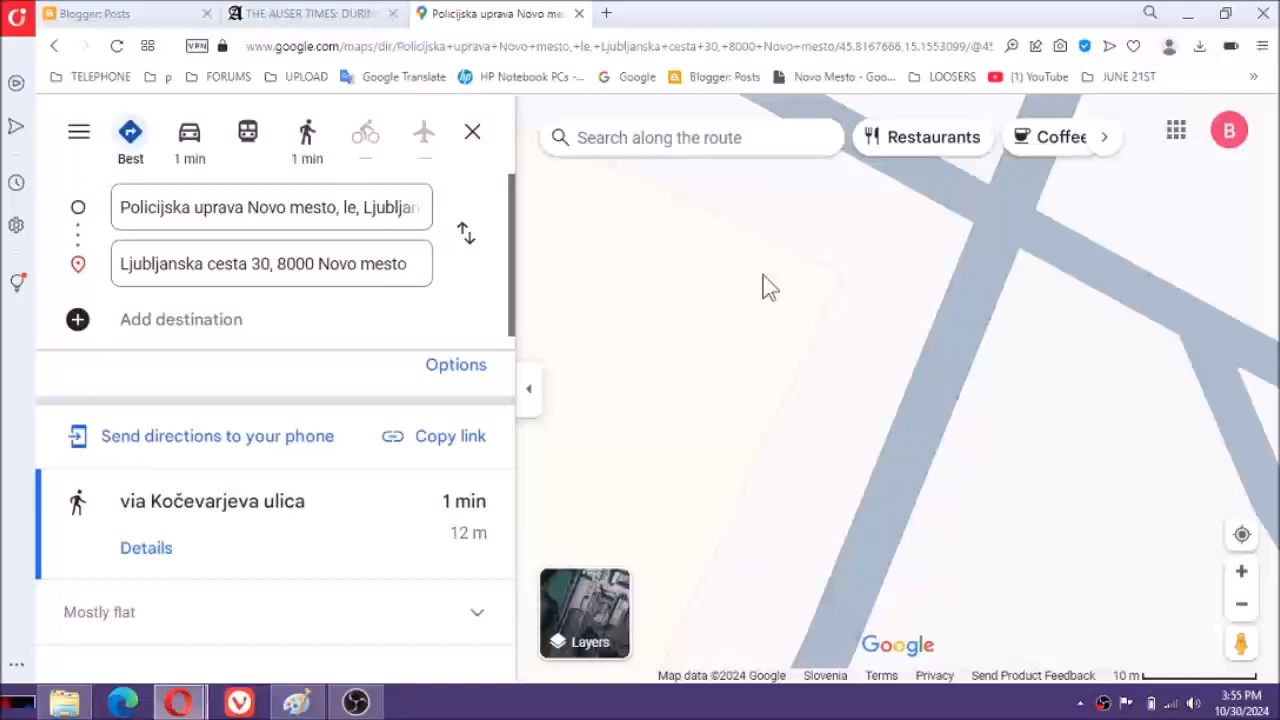 Blogger: Posts
THE AUSER TIMES: DURIN
Policijska uprava Novo me
VPN
www.google.com/maps/dir/Policijska+uprava+Novo+mesto,+le,+Ljubljanska+cesta+30,+8000+Novo+mesto/45.8167666,15.1553099/@45
TELEPHONE
p
FORUMS
UPLOAD
Google Translate
HP Notebook PCs -...
Google
Blogger: Posts
Novo Mesto - Goo...
LOOSERS
(1) YouTube
JUNE 21ST
»
Best
1 min
1 min
Policijska uprava Novo mesto, le, Ljubljan
Ljubljanska cesta 30, 8000 Novo mesto
Add destination
Options
Send directions to your phone
Copy link
via Kočevarjeva ulica
1 min
12 m
Details
Mostly flat
Search along the route
Restaurants
Coffee
B
Layers
Google
Map data ©2024 Google
Slovenia
Terms
Privacy
Send Product Feedback
10 m
3:55 PM
10/30/2024